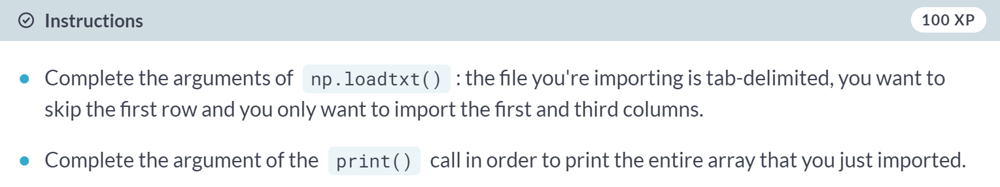 Instructions
100 XP
Complete the arguments of np.loadtxt() : the file you're importing is tab-delimited, you want to
skip the first row and you only want to import the first and third columns.
Complete the argument of the print() call in order to print the entire array that you just imported.